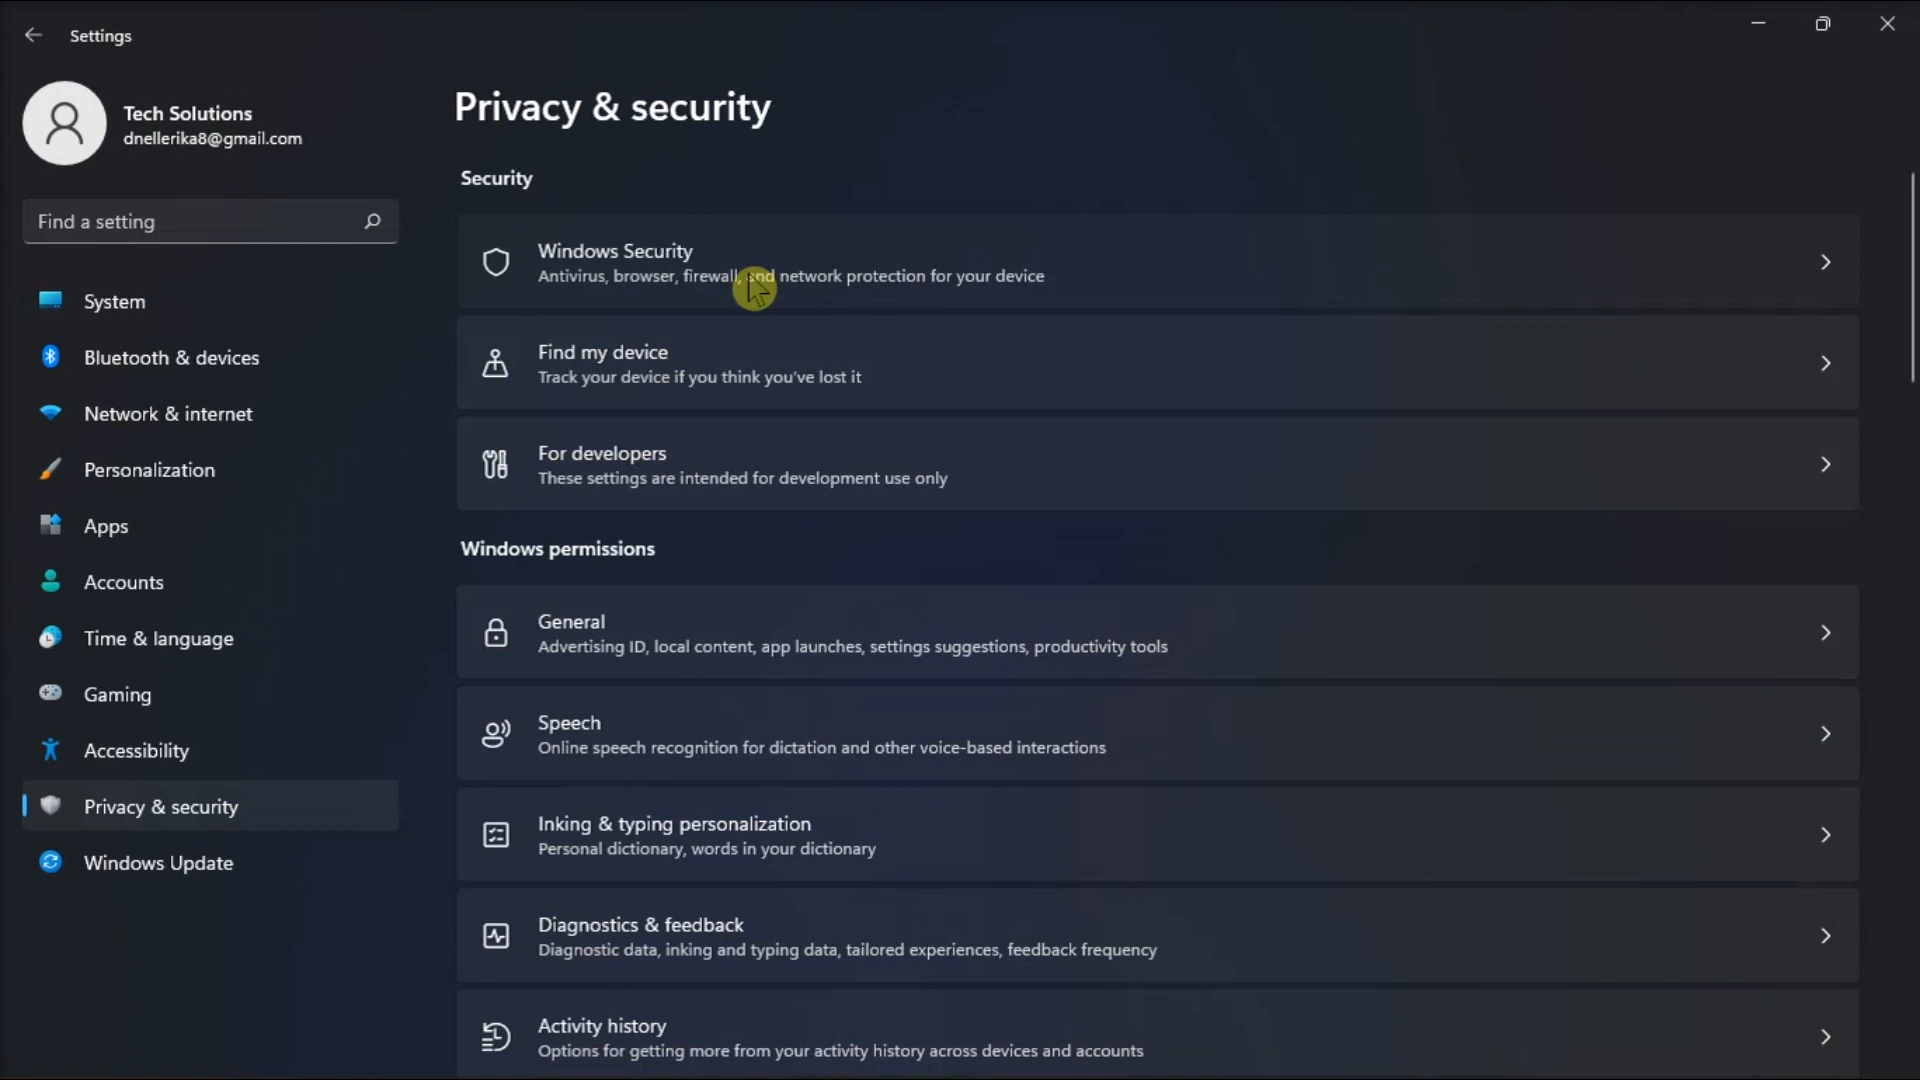 Settings
Tech Solutions
dnellerika8@gmail.com
Find a setting
System
Bluetooth & devices
Network & internet
Personalization
Apps
Accounts
Time & language
Gaming
Accessibility
Privacy & security
Windows Update
Privacy & security
Security
Windows Security
Antivirus, browser, firewall, and network protection for your device
Find my device
Track your device if you think you've lost it
For developers
These settings are intended for development use only
Windows permissions
General
Advertising ID, local content, app launches, settings suggestions, productivity tools
Speech
Online speech recognition for dictation and other voice-based interactions
Inking & typing personalization
Personal dictionary, words in your dictionary
Diagnostics & feedback
Diagnostic data, inking and typing data, tailored experiences, feedback frequency
Activity history
Options for getting more from your activity history across devices and accounts